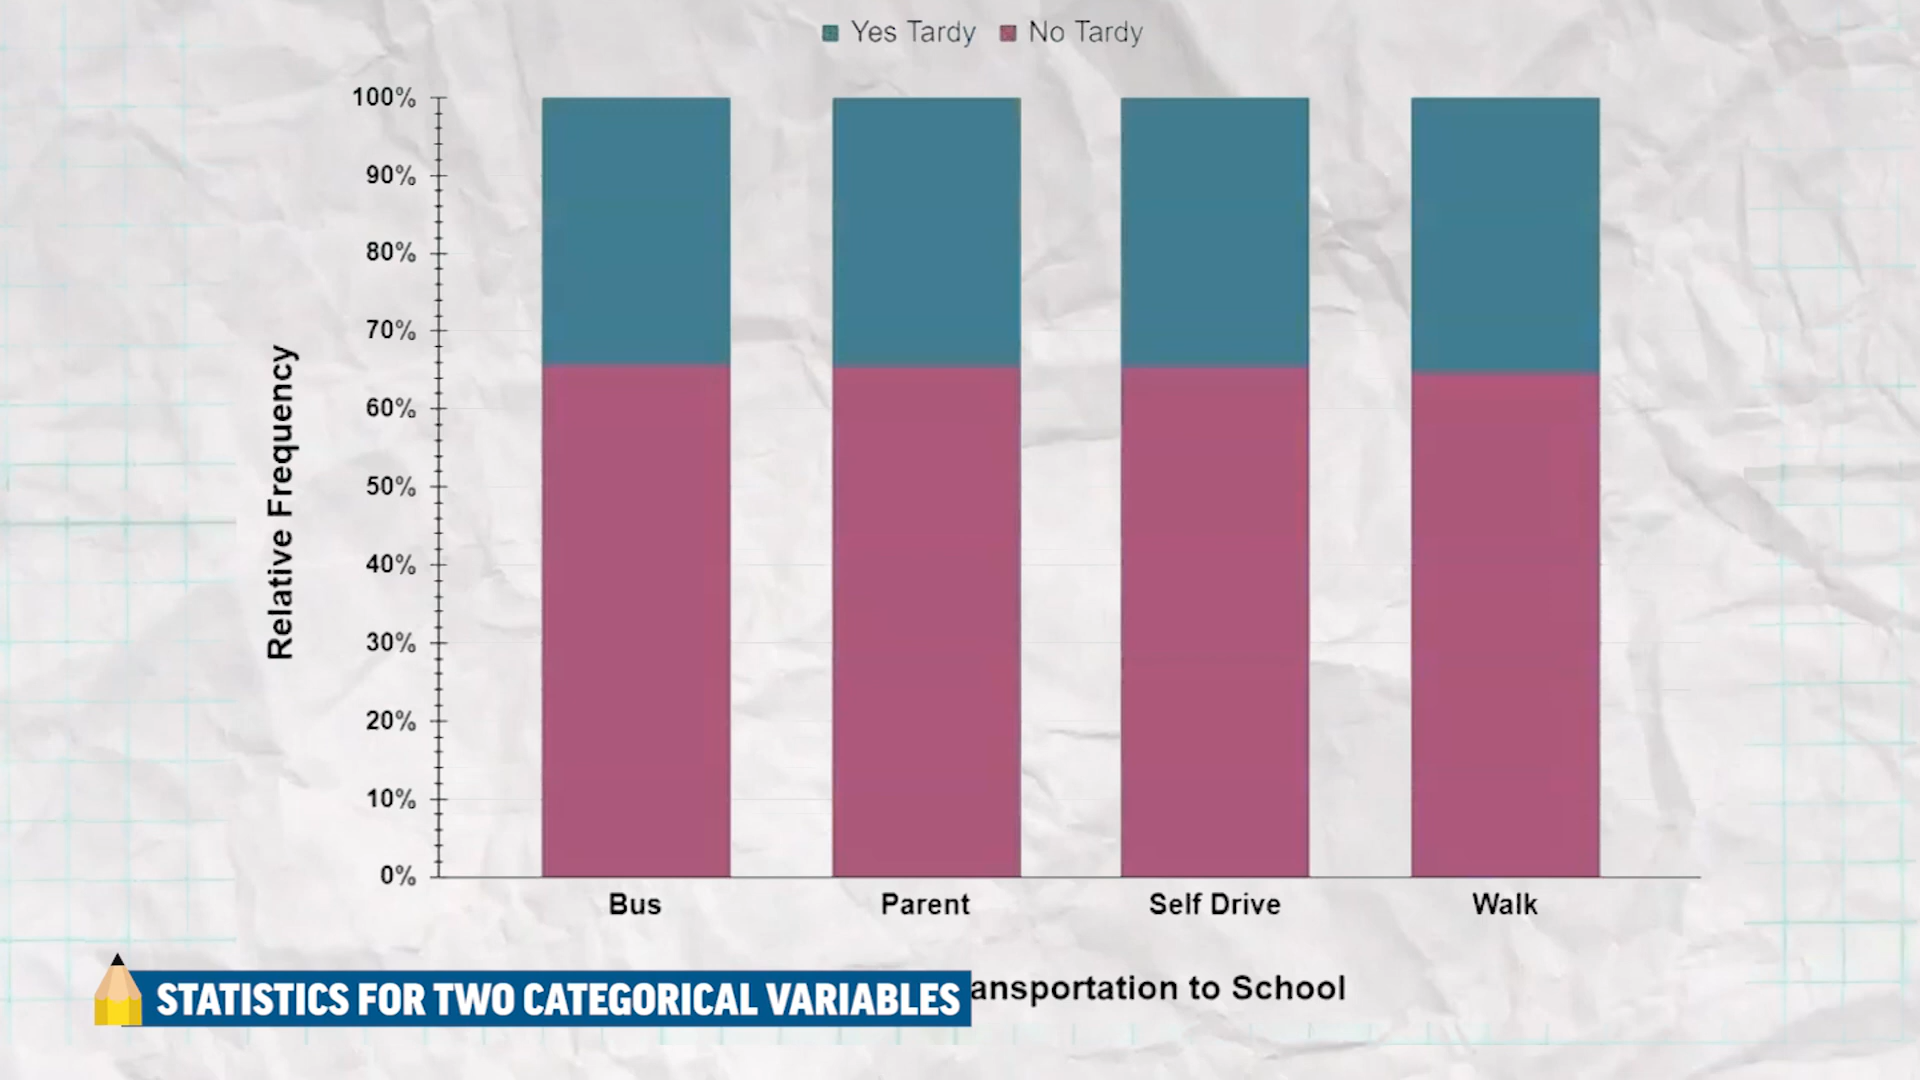 Yes Tardy No Tardy
100%
90%
80%
70%
60%
50%
40%
30%
20%
10%
0%
Relative Frequency
Bus Parent Self Drive Walk
ansportation to School
STATISTICS FOR TWO CATEGORICAL VARIABLES